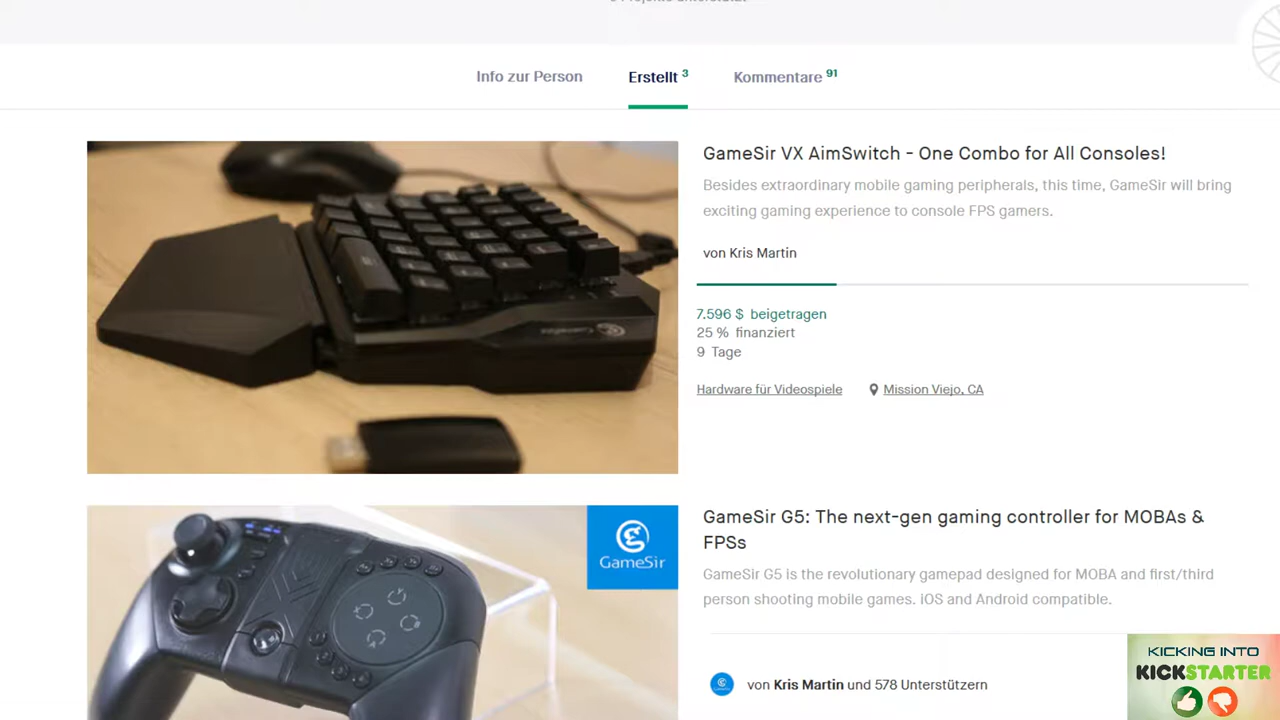 Info zur Person
Erstellt 3
Kommentare 91
GameSir VX AimSwitch - One Combo for All Consoles!
Besides extraordinary mobile gaming peripherals, this time, GameSir will bring
exciting gaming experience to console FPS gamers.
von Kris Martin
7.596 $ beigetragen
25 % finanziert
9 Tage
Hardware für Videospiele
Mission Viejo, CA
GameSir
GameSir G5: The next-gen gaming controller for MOBAs &
FPSs
GameSir G5 is the revolutionary gamepad designed for MOBA and first/third
person shooting mobile games. iOS and Android compatible.
von Kris Martin und 578 Unterstützern
KICKING INTO
KICKSTARTER